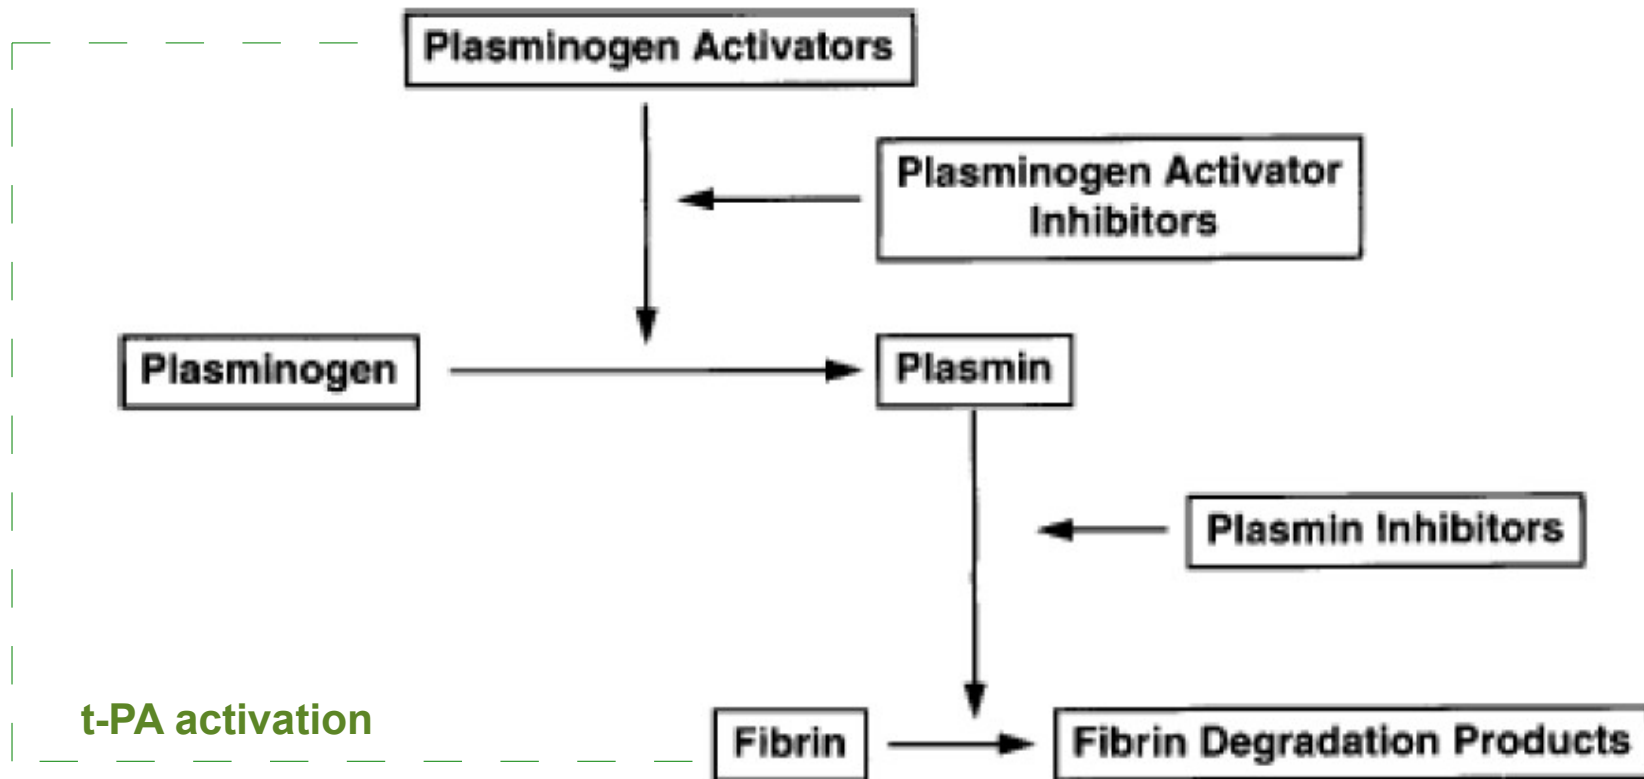 Plasminogen Activators
Plasminogen Activator
Inhibitors
Plasminogen
Plasmin
Plasmin Inhibitors
t-PA activation
Fibrin
Fibrin Degradation Products